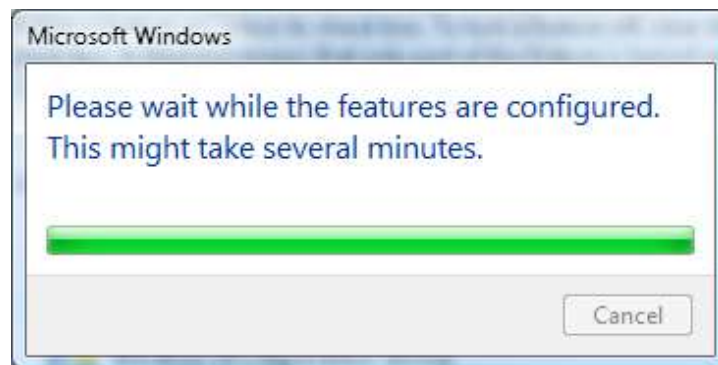 Microsoft Windows
Please wait while the features are configured.
This might take several minutes.
Cancel